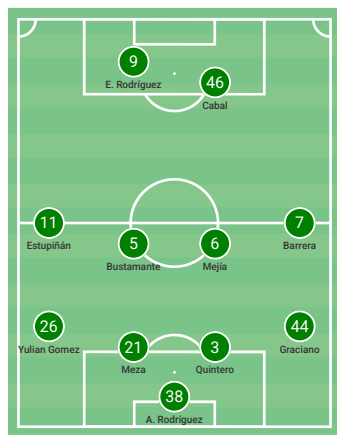 9
E. Rodríguez
46
Cabal
11
Estupiñán
7
Barrera
5
Bustamante
6
Mejía
26
Yulian Gomez
44
Graciano
21
Meza
3
Quintero
38
A. Rodríguez